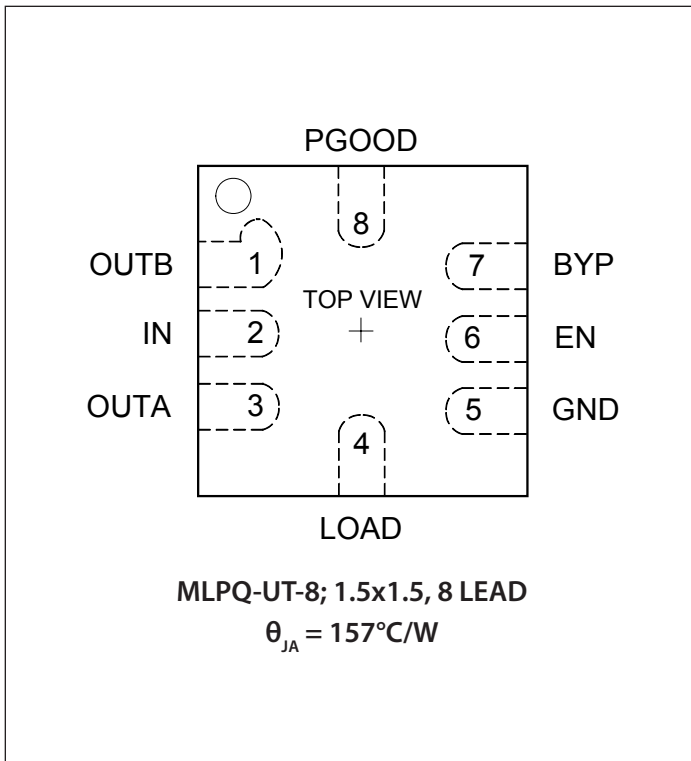 PGOOD
8
OUTB 1 7 BYP
TOP VIEW
IN 2 6 EN
OUTA 3 5 GND
4
LOAD
MLPQ-UT-8; 1.5x1.5, 8 LEAD
θJA = 157°C/W